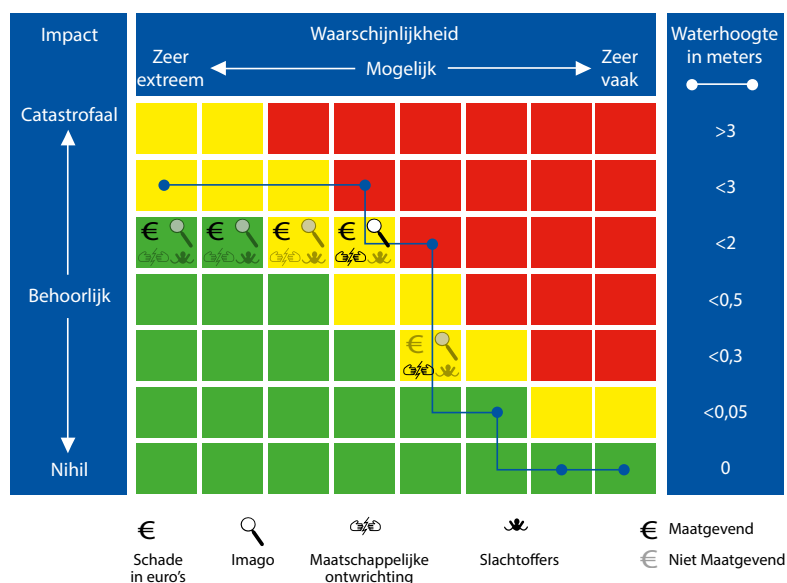 Impact
Waarschijnlijkheid
Zeer
extreem
Mogelijk
Zeer
vaak
Waterhoogte
in meters
Catastrofaal
Behoorlijk
Nihil
>3
<3
<2
<0,5
<0,3
<0,05
0
€
€
€
€
€
€
Schade
in euro's
Imago
Maatschappelijke
ontwrichting
Slachtoffers
€ Maatgevend
€ Niet Maatgevend